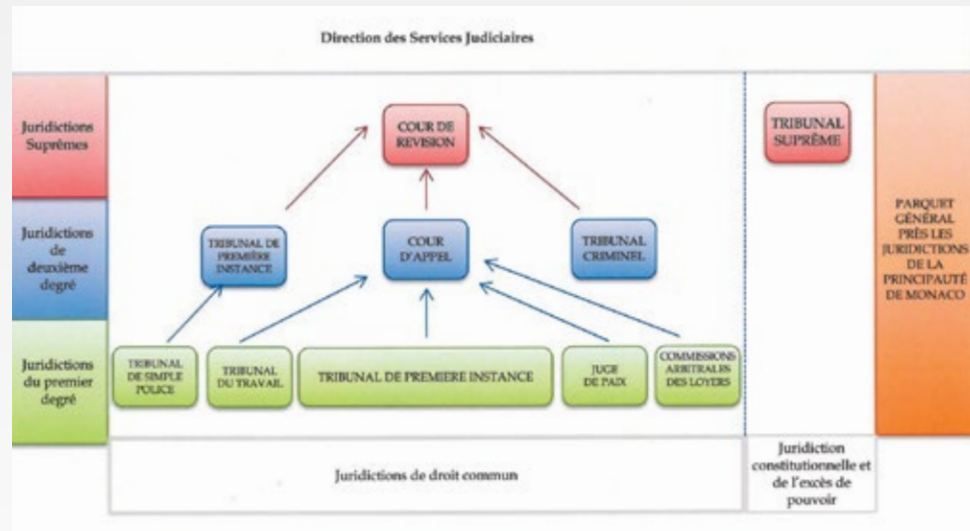 Direction des Services Judiciaires
Juridictions
Suprêmes
COUR DE
REVISION
TRIBUNAL
SUPRÊME
Juridictions
de
deuxième
degré
TRIBUNAL DE
PREMIÈRE
INSTANCE
COUR
D'APPEL
TRIBUNAL
CRIMINEL
PARQUET
GÉNÉRAL
PRÈS LES
JURIDICTIONS
DE LA
PRINCIPAUTÉ
DE MONACO
Juridictions
du premier
degré
TRIBUNAL
DE SIMPLE
POLICE
TRIBUNAL
DU TRAVAIL
TRIBUNAL DE PREMIERE INSTANCE
JUGE
DE PAIX
COMMISSIONS
ARBITRALES
DES LOYERS
Juridictions de droit commun
Juridiction
constitutionnelle et
de l'excès de
pouvoir